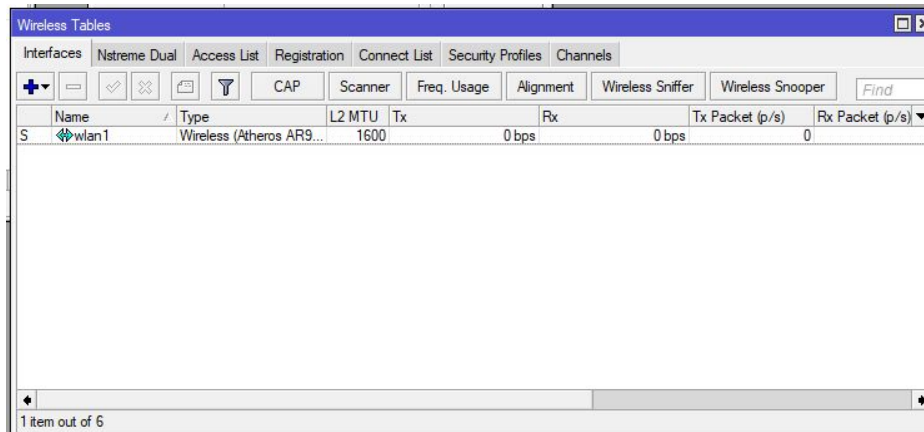 Wireless Tables
Interfaces Nstreme Dual Access List Registration Connect List Security Profiles Channels
CAP Scanner Freq. Usage Alignment Wireless Sniffer Wireless Snooper Find
Name Type L2 MTU Tx Rx Tx Packet (p/s) Rx Packet (p/s)
S wlan1 Wireless (Atheros AR9... 1600 0 bps 0 bps 0
1 item out of 6